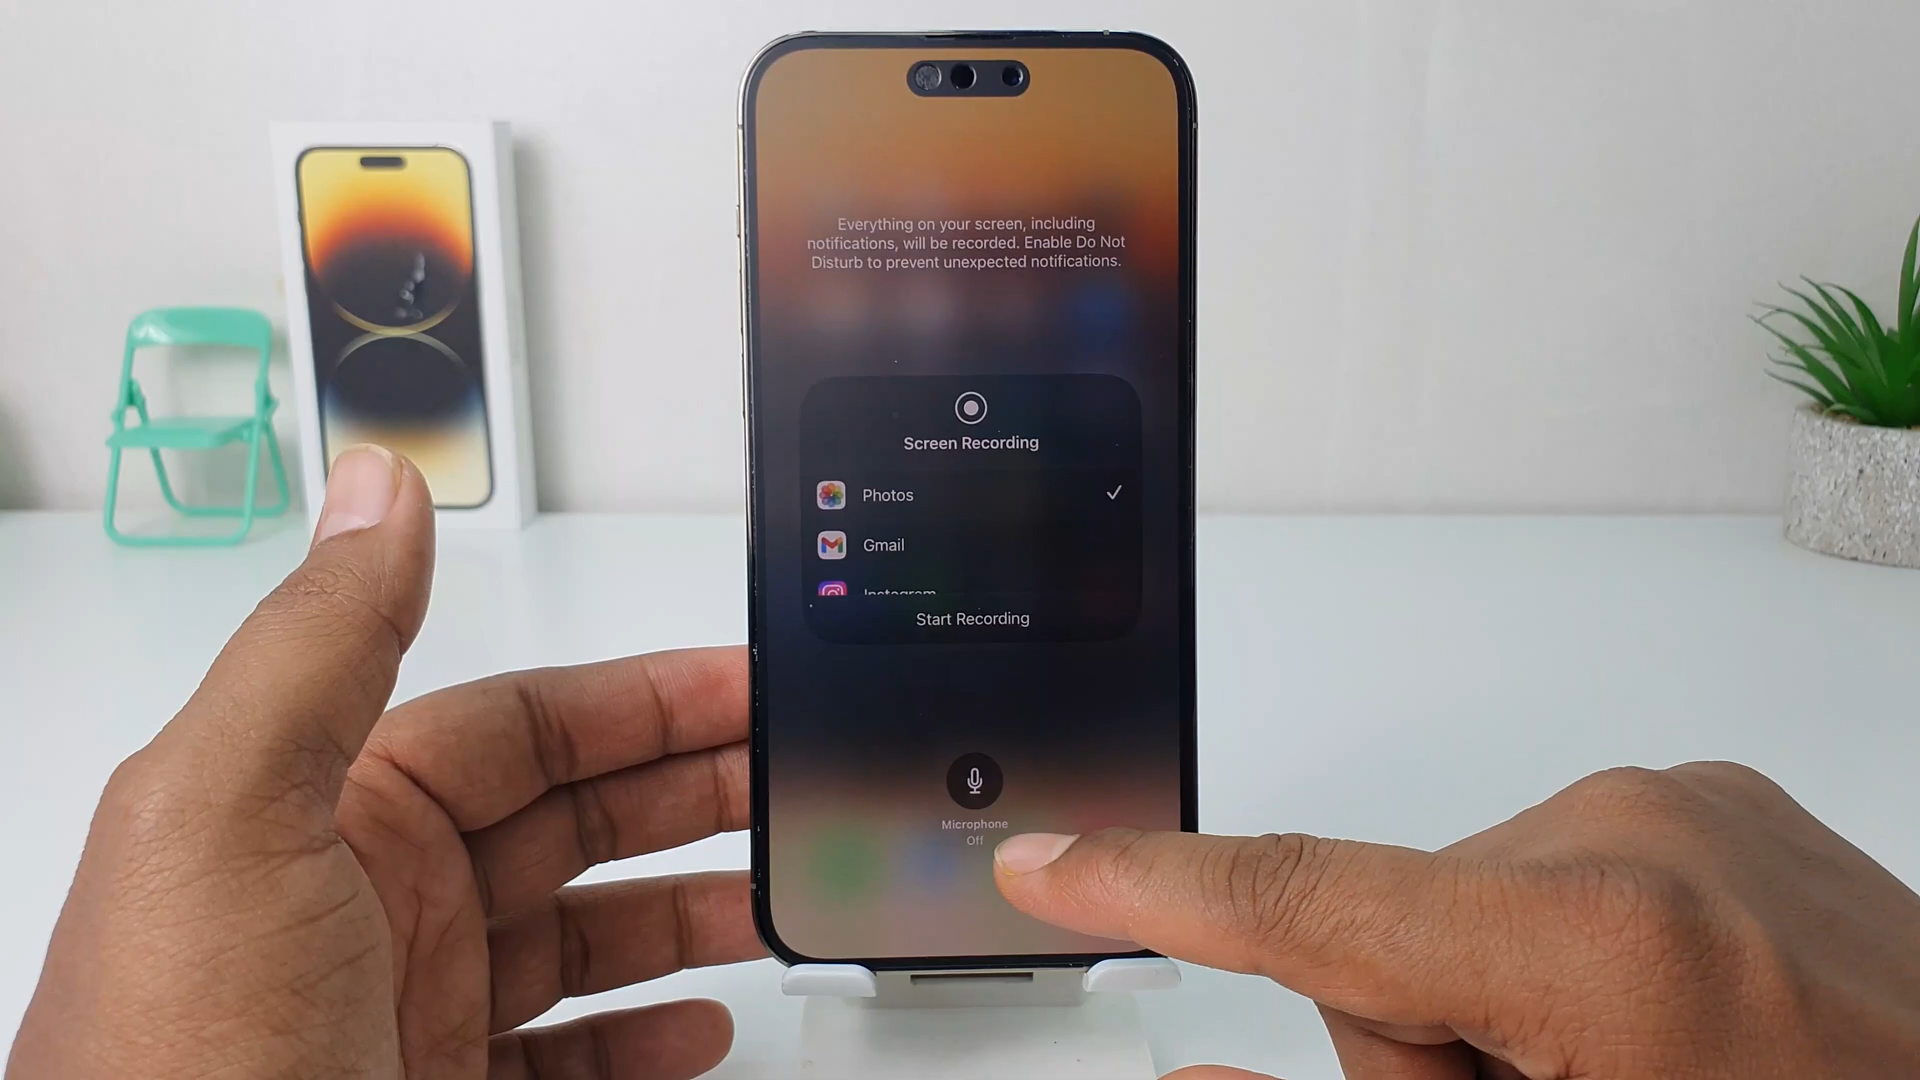 Everything on your screen, including
notifications, will be recorded. Enable Do Not
Disturb to prevent unexpected notifications.
Screen Recording
Photos
Gmail
Instagram
Start Recording
Microphone
Off